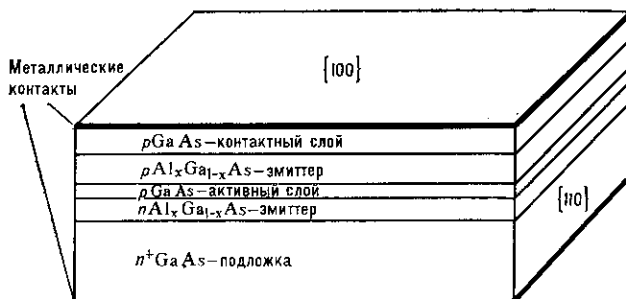 {100}
Металлические
контакты
pGaAs–контактный слой
pAlₓGa₁₋ₓAs–эмиттер
pGaAs–активный слой
nAlₓGa₁₋ₓAs–эмиттер
{110}
n⁺GaAs–подложка